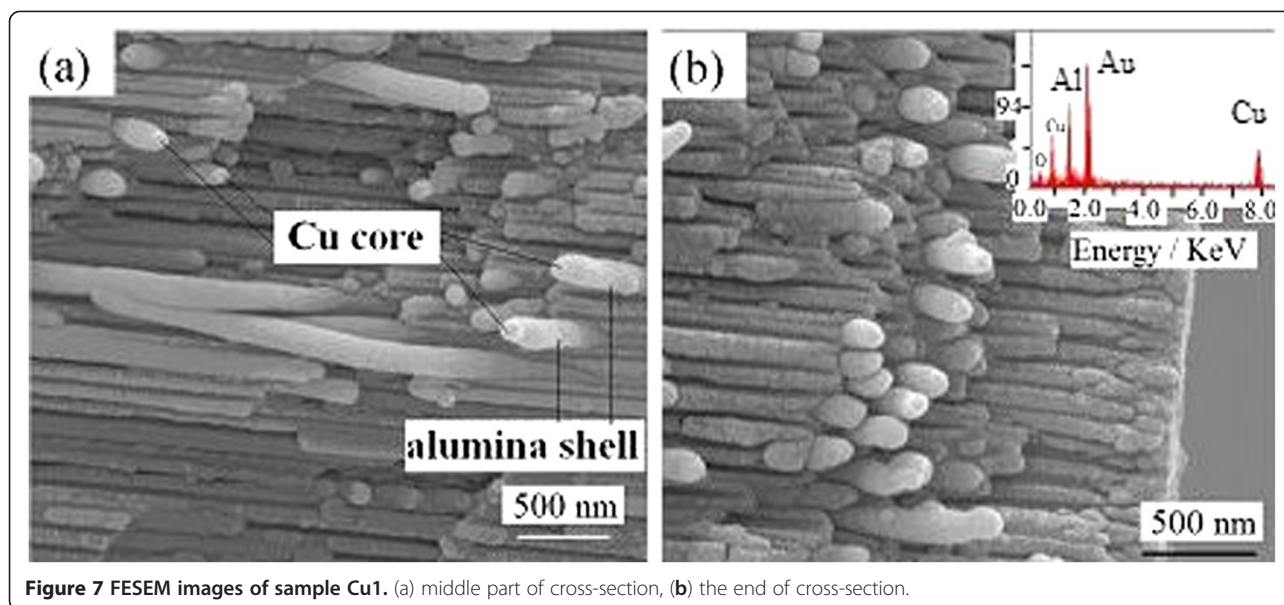 (a)
Cu core
alumina shell
500 nm
(b)
Au
Al
Cu
Cu
O
94
0
0.0 2.0 4.0 6.0 8.0
Energy / KeV
500 nm
Figure 7 FESEM images of sample Cu1. (a) middle part of cross-section, (b) the end of cross-section.